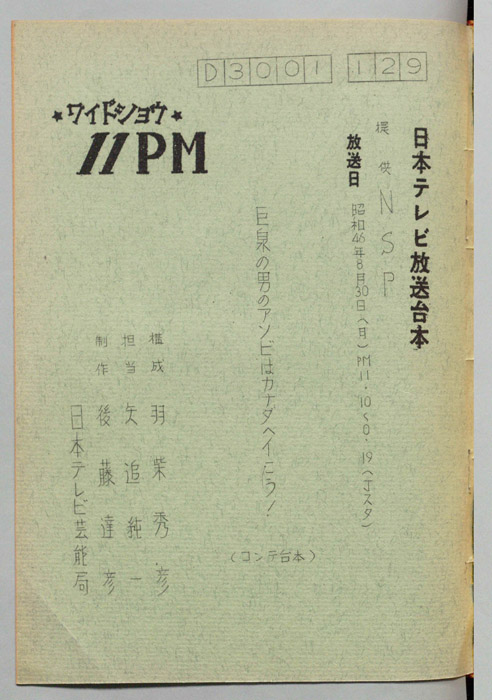 D3001 129
★ワイドショウ★
11PM
日本テレビ放送台本
提供 NSP
放送日 昭和46年8月30日(月)PM11・10〜0・19(Jスタ)
巨泉の男のアソビはカナダヘイこう!
(コンテ台本)
構成 羽柴秀彦
担当 矢追純一
制作 後藤達彦
日本テレビ芸能局